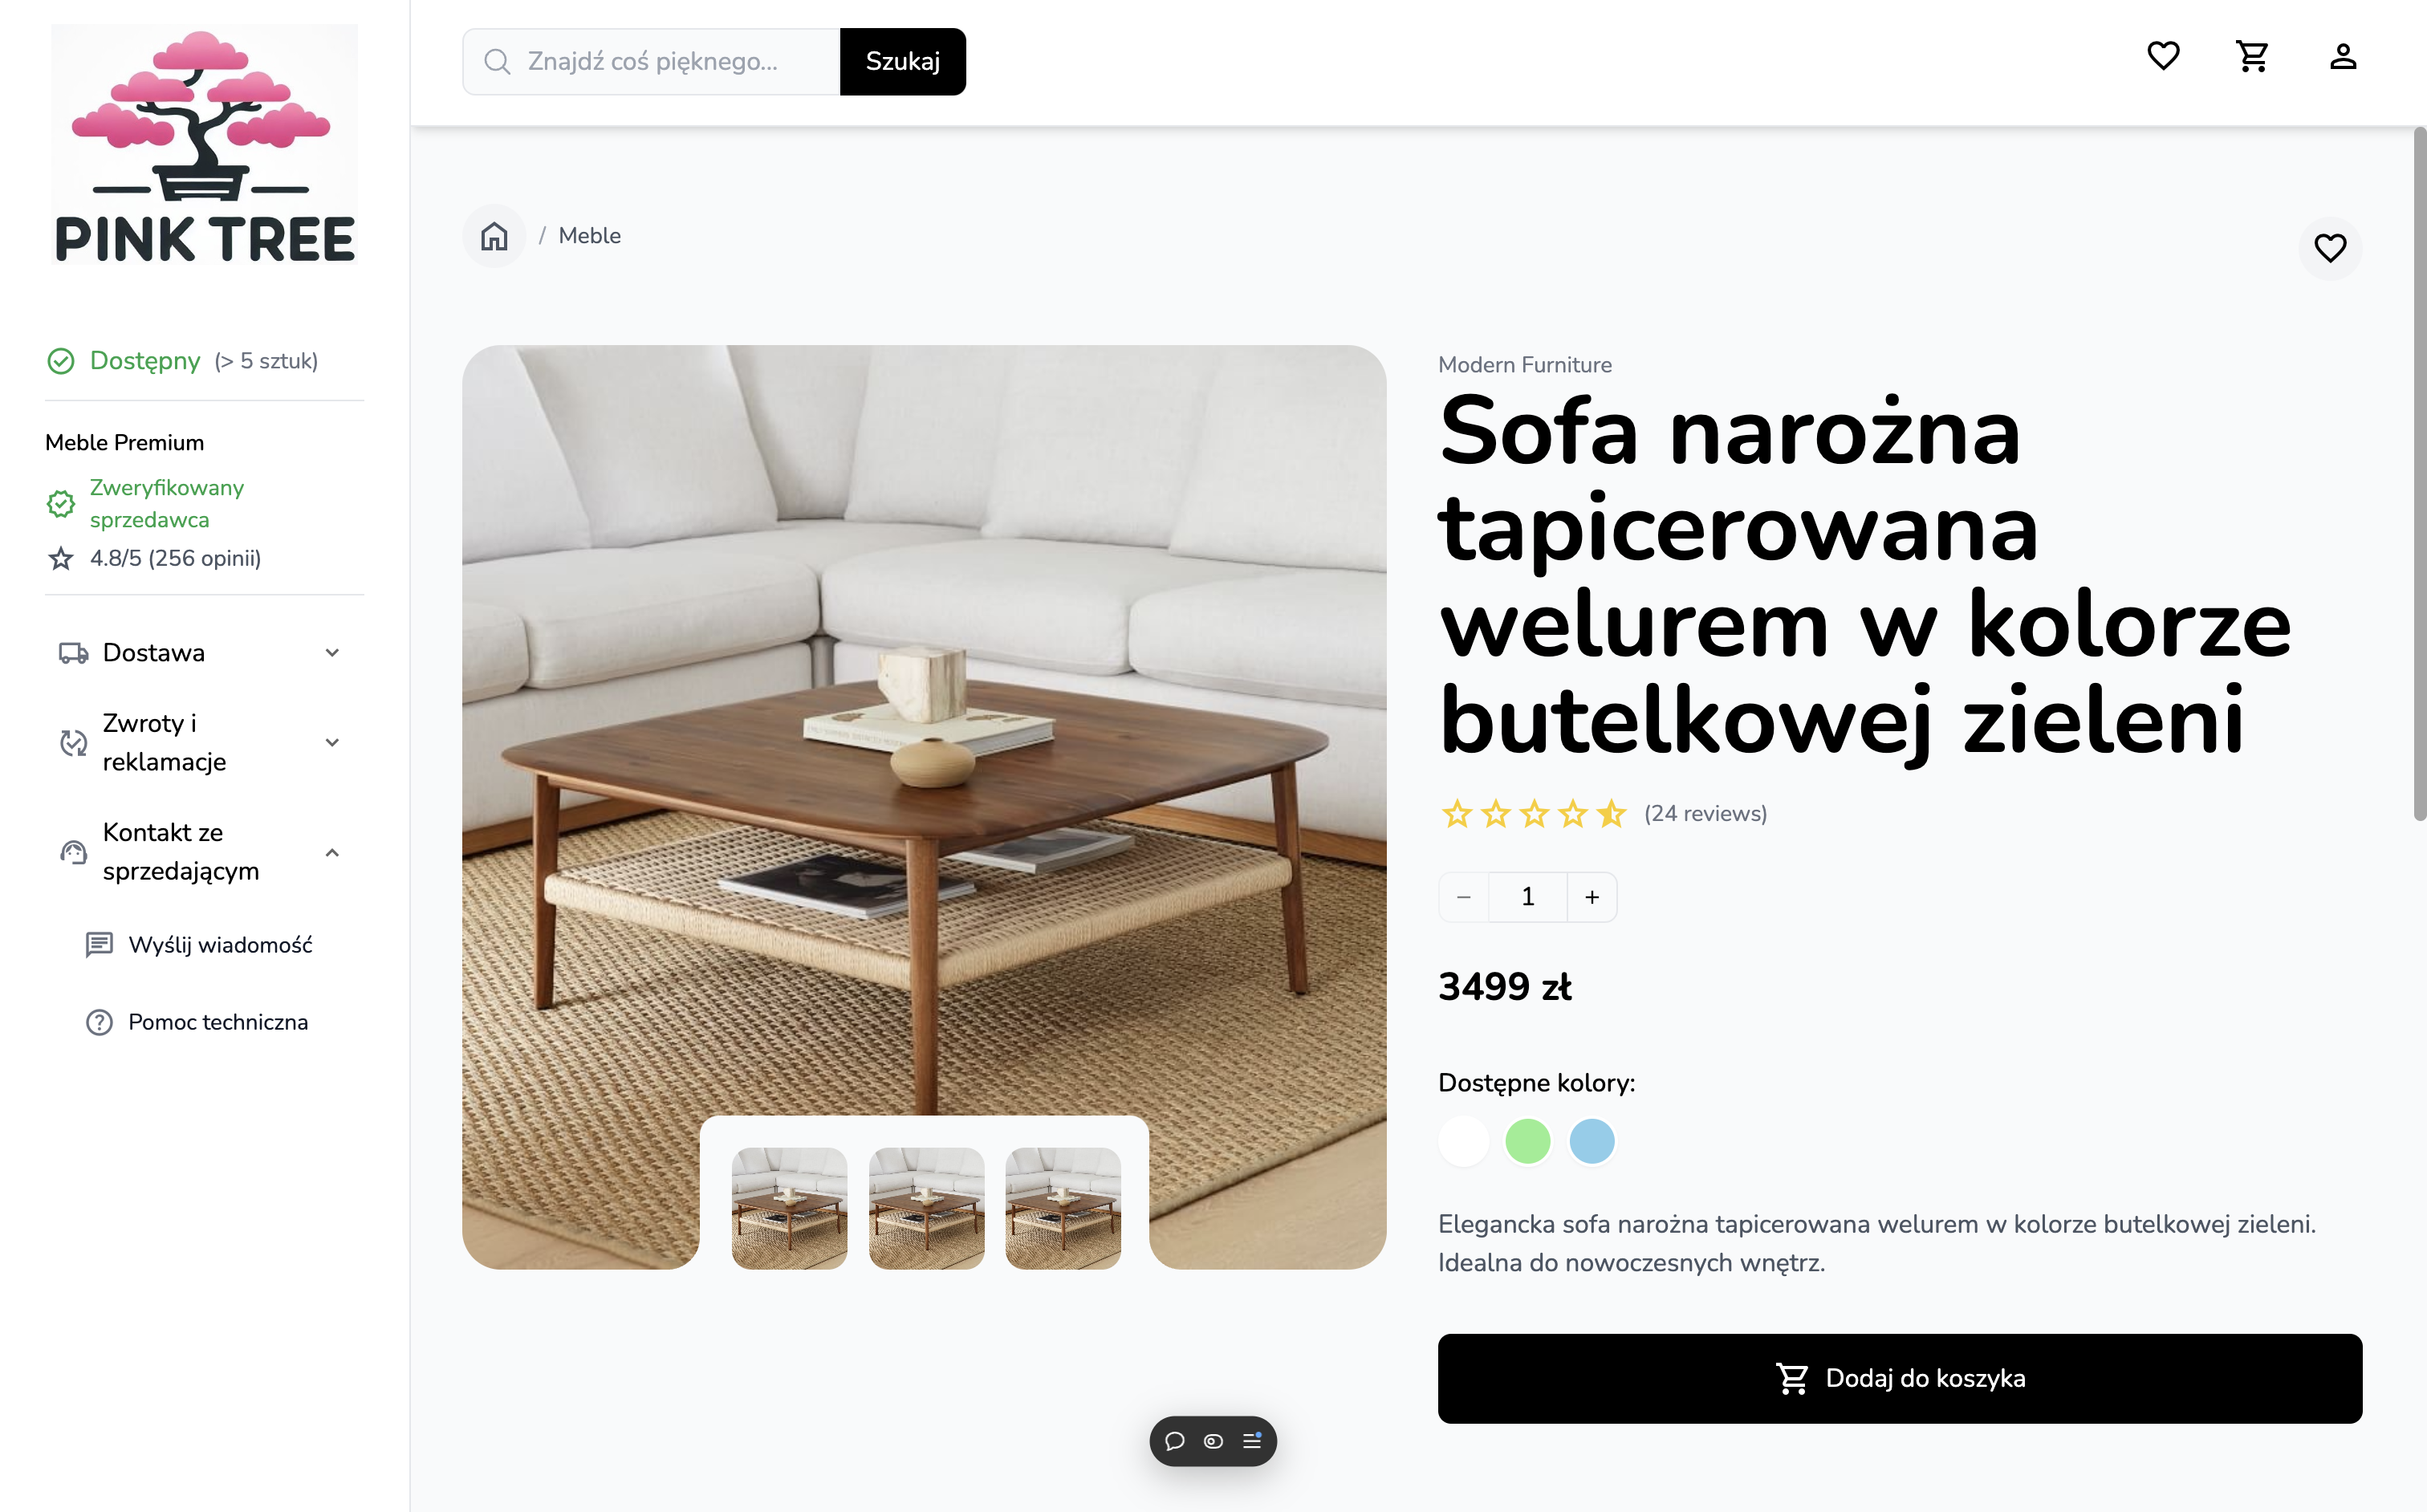 PINK TREE
Znajdź coś pięknego...
Szukaj
Dostępny (> 5 sztuk)
Meble Premium
Zweryfikowany
sprzedawca
4.8/5 (256 opinii)
Dostawa
Zwroty i
reklamacje
Kontakt ze
sprzedającym
Wyślij wiadomość
Pomoc techniczna
/ Meble
Modern Furniture
Sofa narożna
tapicerowana
welurem w kolorze
butelkowej zieleni
(24 reviews)
− 1 +
3499 zł
Dostępne kolory:
Elegancka sofa narożna tapicerowana welurem w kolorze butelkowej zieleni.
Idealna do nowoczesnych wnętrz.
Dodaj do koszyka